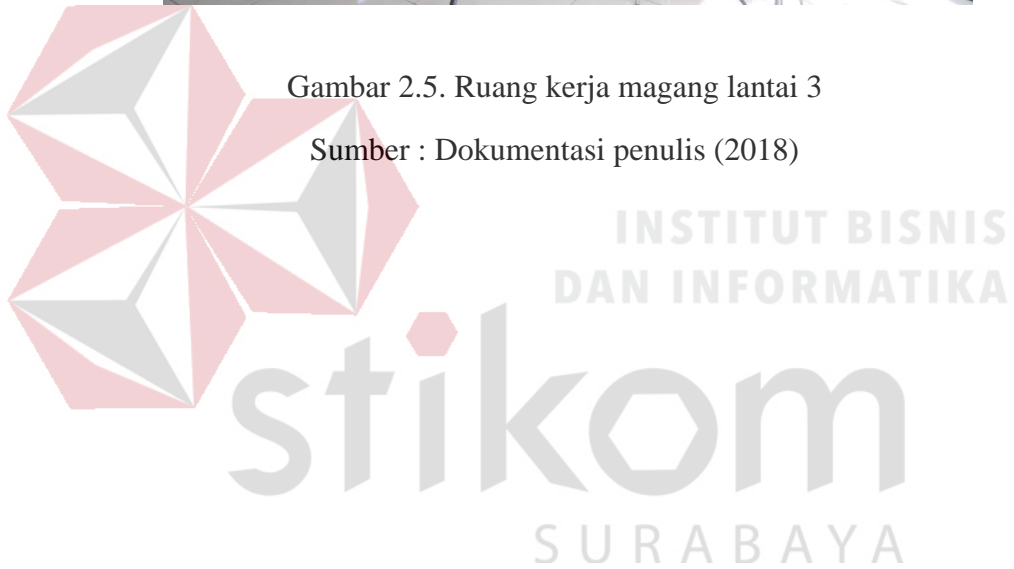 Gambar 2.5. Ruang kerja magang lantai 3
Sumber : Dokumentasi penulis (2018)
INSTITUT BISNIS
DAN INFORMATIKA
stikom
SURABAYA